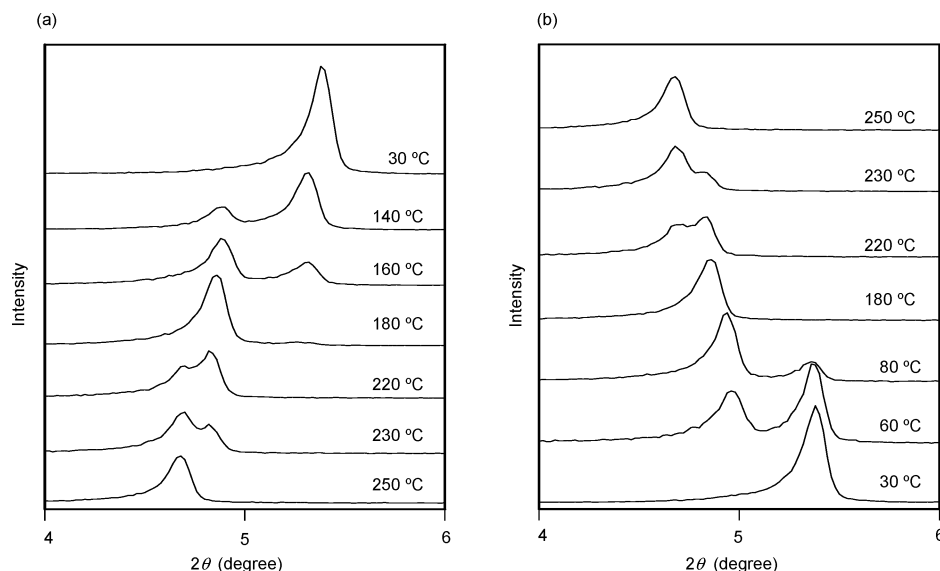 (a)
30 ºC
140 ºC
160 ºC
180 ºC
220 ºC
230 ºC
250 ºC
Intensity
4 5 6
2θ (degree)
(b)
250 ºC
230 ºC
220 ºC
180 ºC
80 ºC
60 ºC
30 ºC
Intensity
4 5 6
2θ (degree)